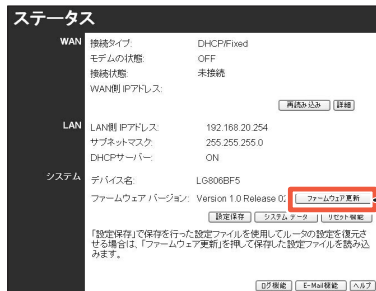 ステータス
WAN
接続タイプ: DHCP/Fixed
モデムの状態: OFF
接続状態: 未接続
WAN側 IPアドレス:
再読み込み 詳細
LAN
LAN側 IPアドレス: 192.168.20.254
サブネットマスク: 255.255.255.0
DHCPサーバー: ON
システム
デバイス名: LG806BF5
ファームウェア バージョン: Version 1.0 Release 02 ファームウェア更新
設定保存 システム データ リセット機能
「設定保存」で保存を行った設定ファイルを使用してルータの設定を復元さ
せる場合は、「ファームウェア更新」を押して保存した設定ファイルを読み込
みます。
ログ機能 E-Mail機能 ヘルプ